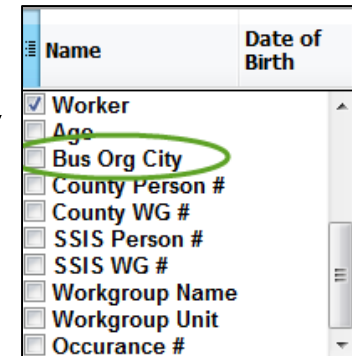 Name Date of Birth
Worker
Age
Bus Org City
County Person #
County WG #
SSIS Person #
SSIS WG #
Workgroup Name
Workgroup Unit
Occurance #